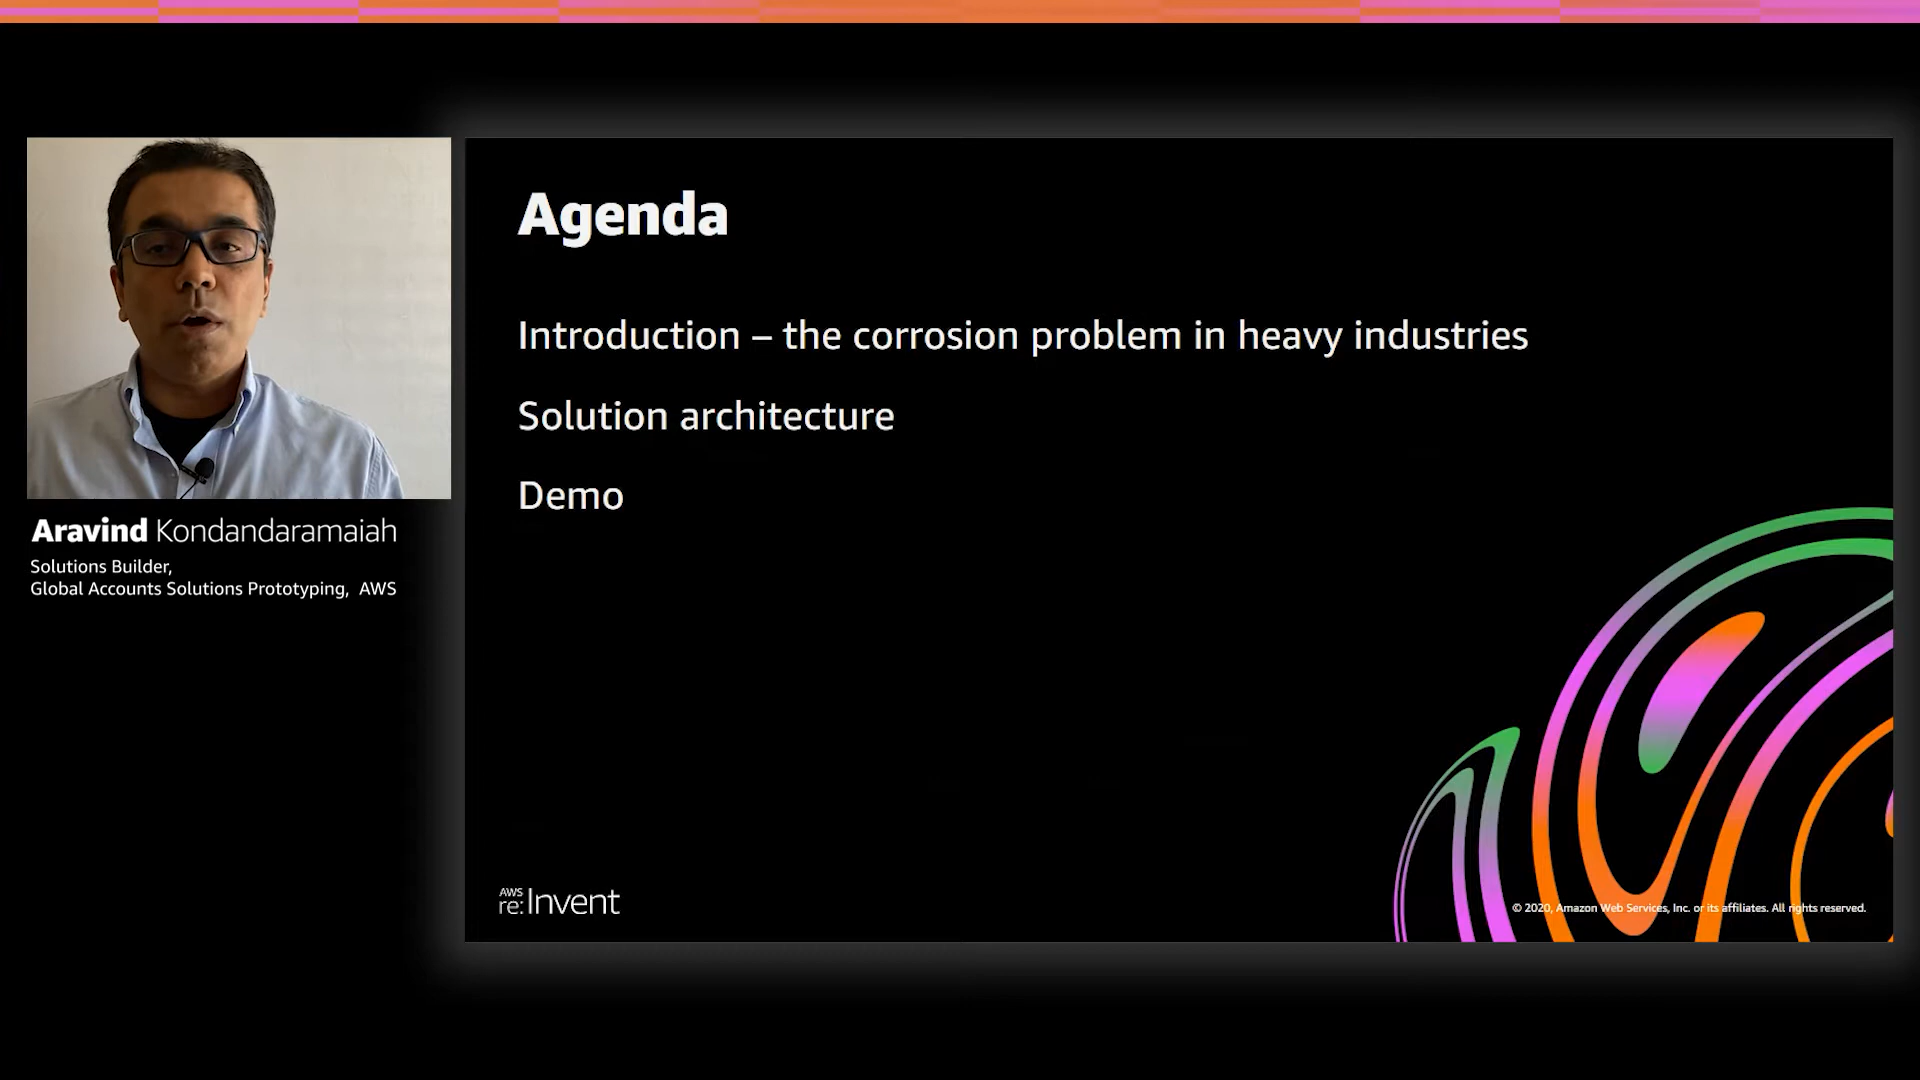 Agenda
Introduction – the corrosion problem in heavy industries
Solution architecture
Demo
Aravind Kondandaramaiah
Solutions Builder,
Global Accounts Solutions Prototyping, AWS
AWS
re:Invent
© 2020, Amazon Web Services, Inc. or its affiliates. All rights reserved.